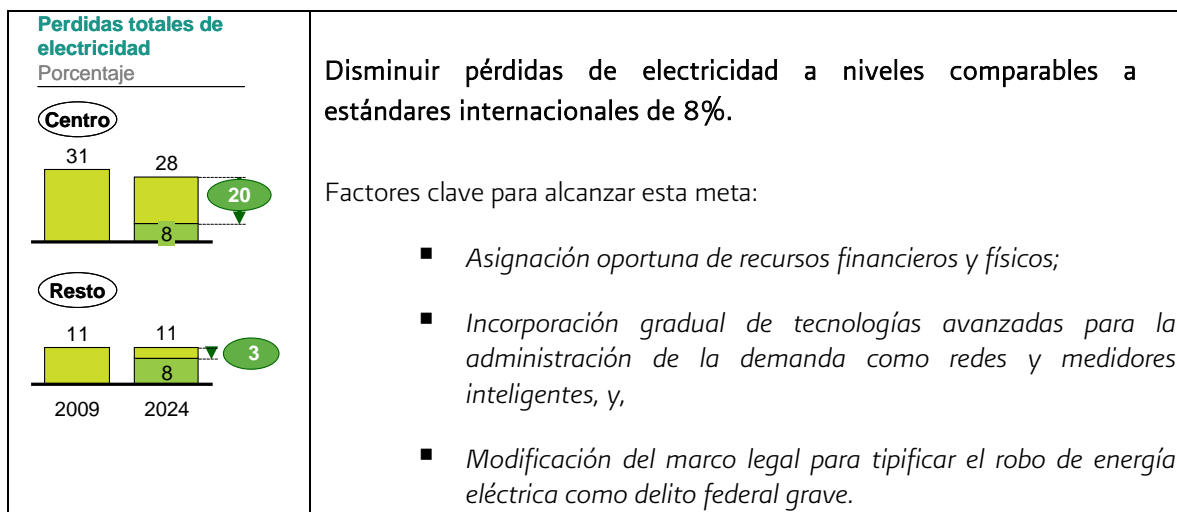 Perdidas totales de
electricidad
Porcentaje
Centro
31
28
20
8
Resto
11
11
3
8
2009
2024
Disminuir pérdidas de electricidad a niveles comparables a
estándares internacionales de 8%.
Factores clave para alcanzar esta meta:
▪ Asignación oportuna de recursos financieros y físicos;
▪ Incorporación gradual de tecnologías avanzadas para la
administración de la demanda como redes y medidores
inteligentes, y,
▪ Modificación del marco legal para tipificar el robo de energía
eléctrica como delito federal grave.